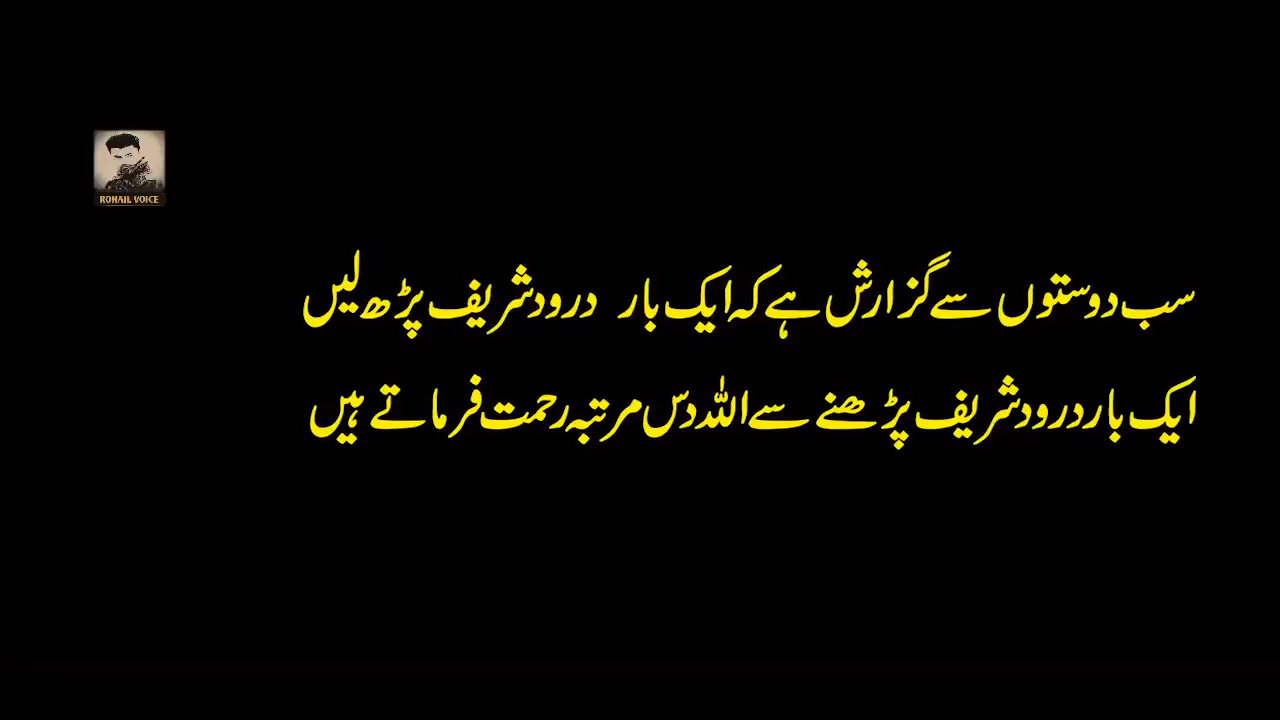 ROHAIL VOICE
سب دوستوں سے گزارش ہے کہ ایک بار درود شریف پڑھ لیں
ایک بار درود شریف پڑھنے سے اللہ دس مرتبہ رحمت فرماتے ہیں